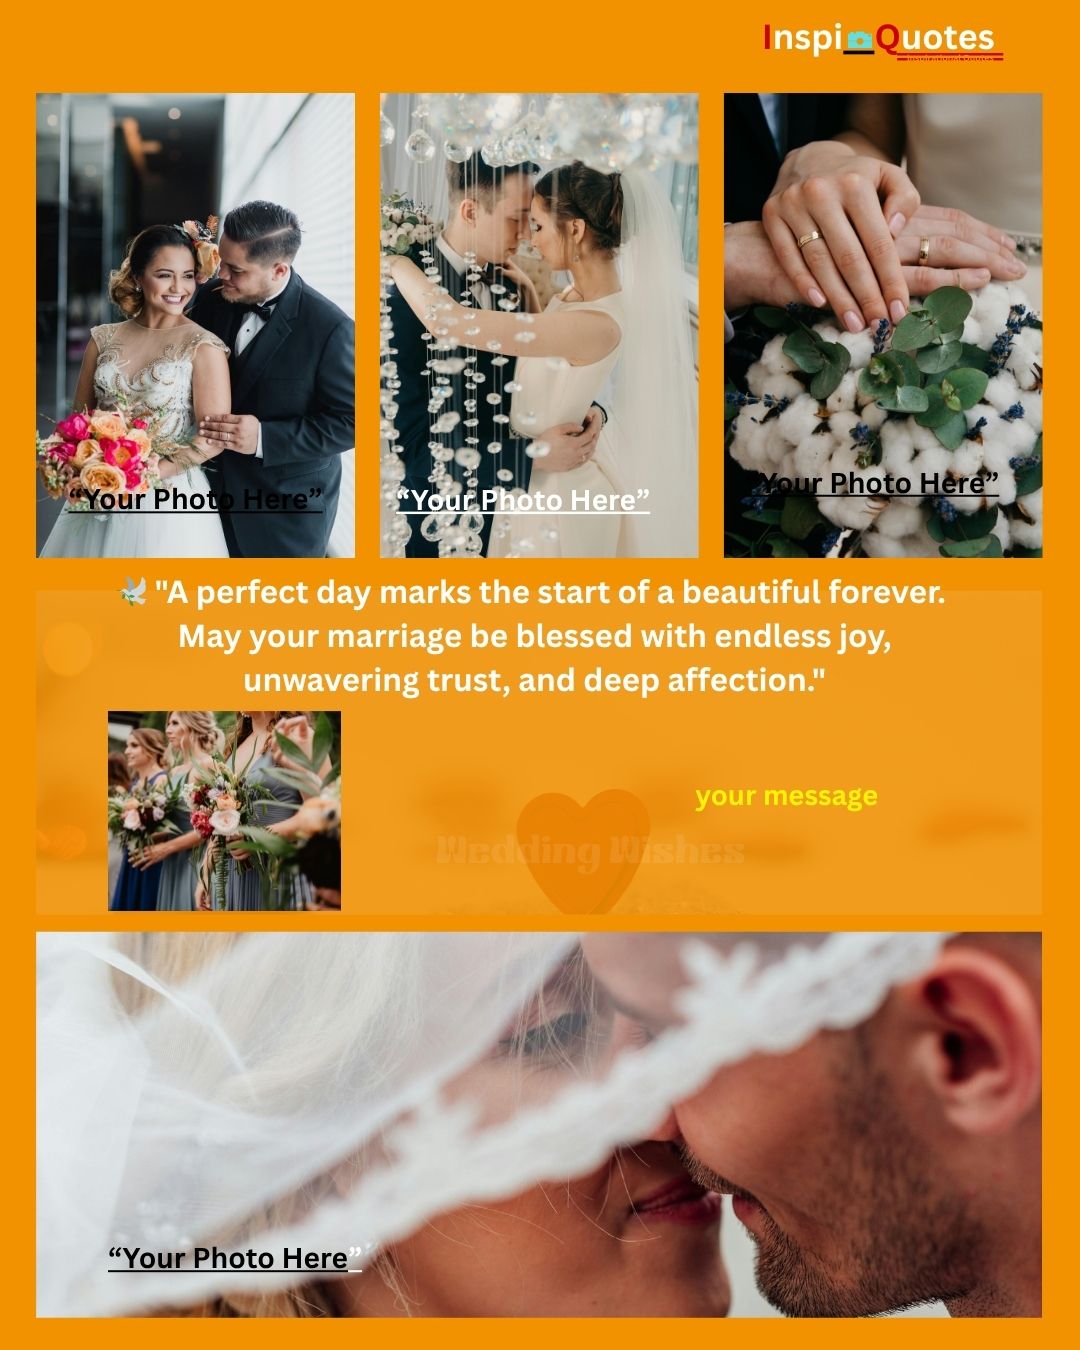 InspiQuotes
Inspirational Quotes
“Your Photo Here”
“Your Photo Here”
“Your Photo Here”
🕊️ "A perfect day marks the start of a beautiful forever.
May your marriage be blessed with endless joy,
unwavering trust, and deep affection."
your message
Wedding Wishes
“Your Photo Here”